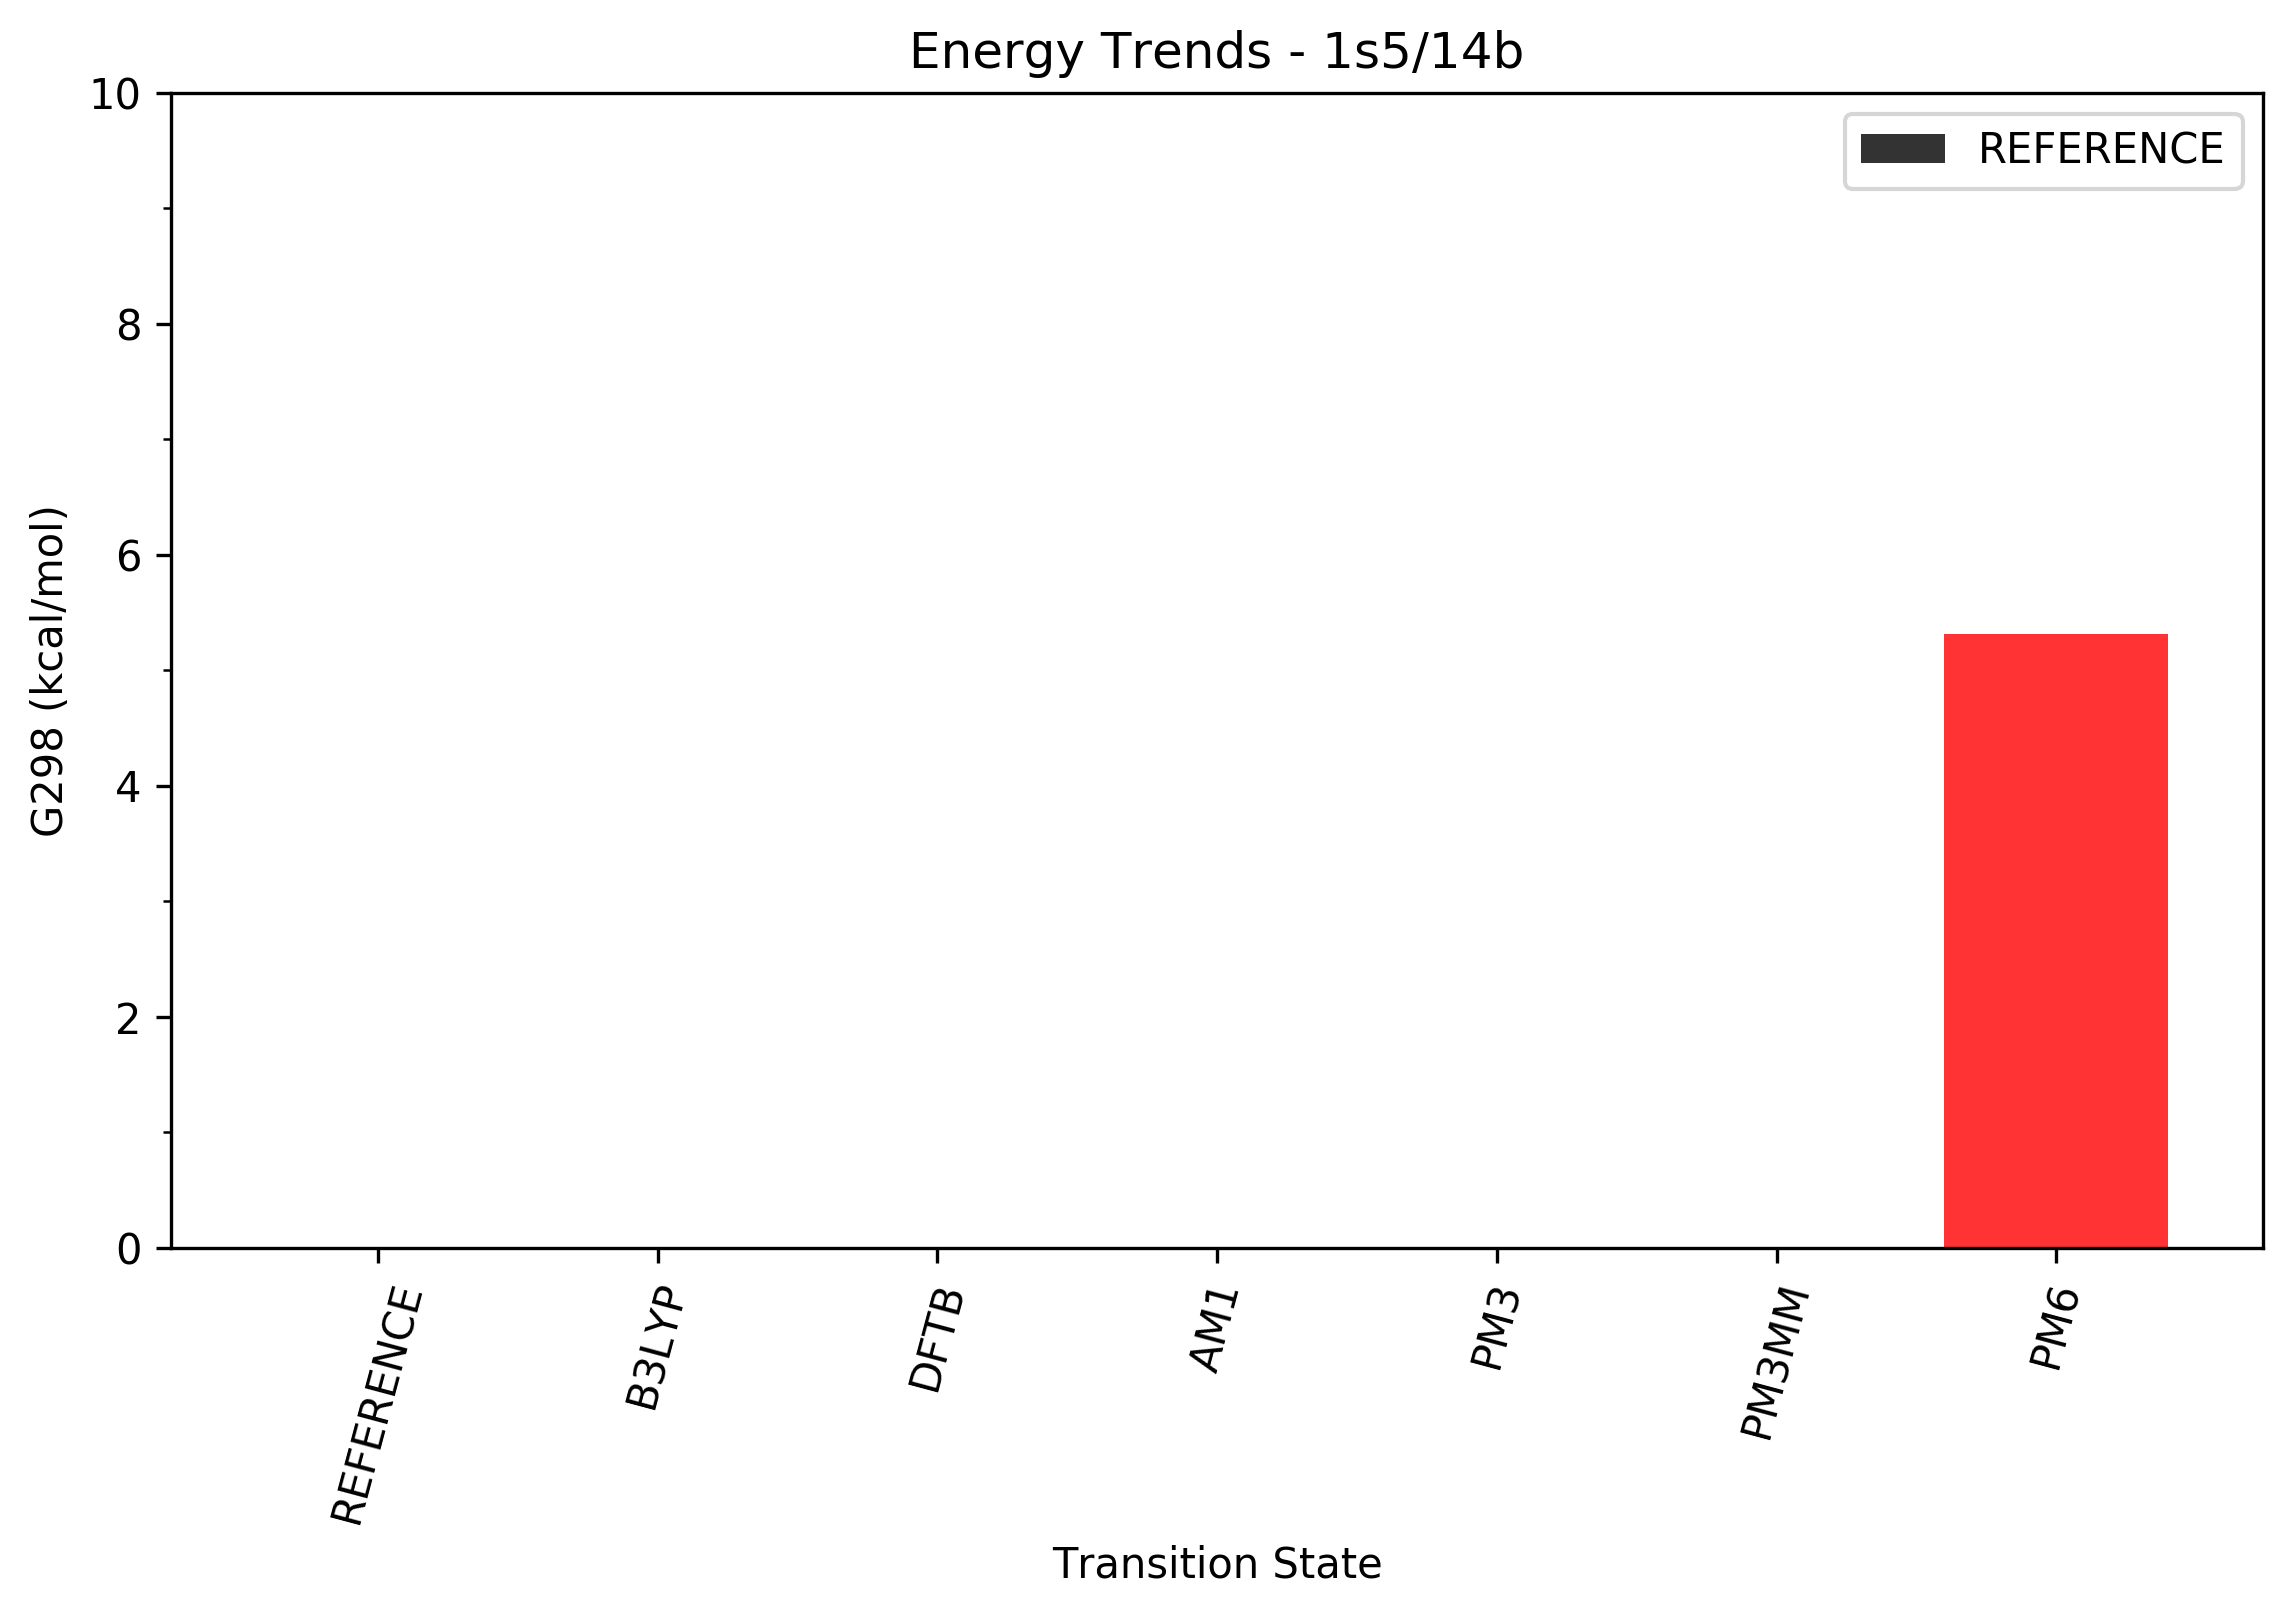 Energy Trends - 1s5/14b
REFERENCE
G298 (kcal/mol)
10
8
6
4
2
0
REFERENCE
B3LYP
DFTB
AM1
PM3
PM3MM
PM6
Transition State